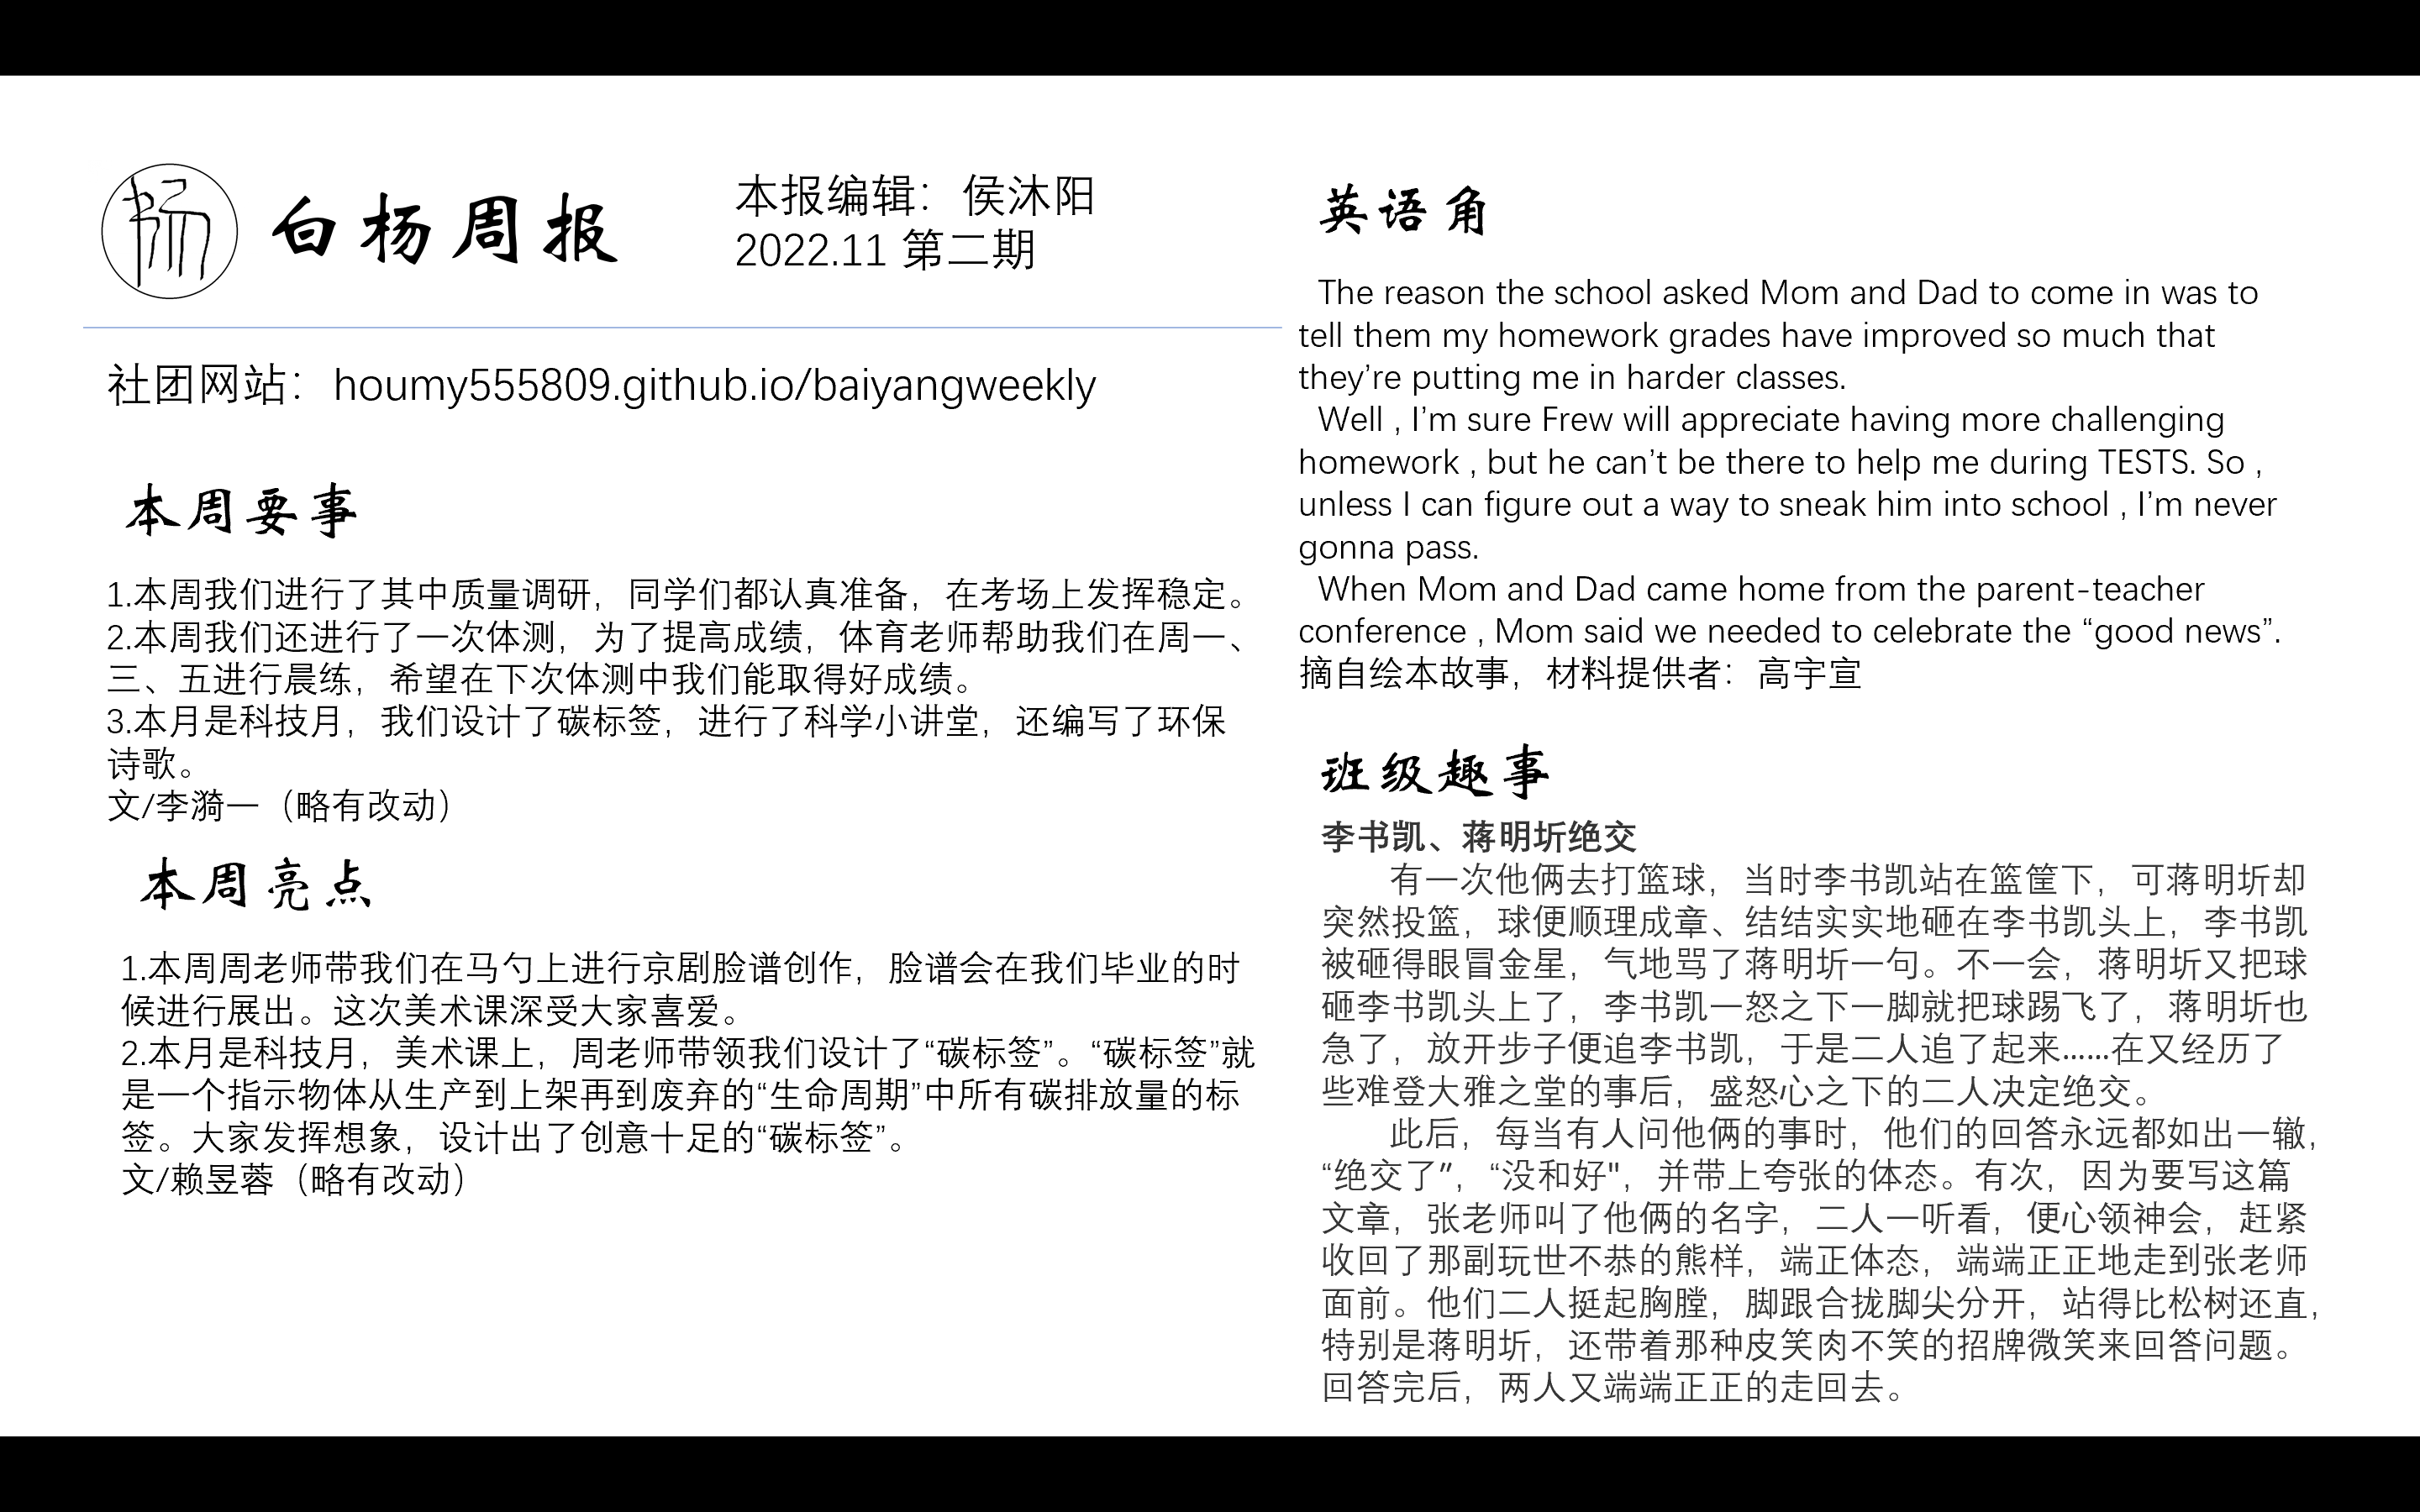 白杨周报
本报编辑：侯沐阳
2022.11 第二期
社团网站：houmy555809.github.io/baiyangweekly
本周要事
1.本周我们进行了其中质量调研，同学们都认真准备，在考场上发挥稳定。
2.本周我们还进行了一次体测，为了提高成绩，体育老师帮助我们在周一、
三、五进行晨练，希望在下次体测中我们能取得好成绩。
3.本月是科技月，我们设计了碳标签，进行了科学小讲堂，还编写了环保
诗歌。
文/李漪一（略有改动）
本周亮点
1.本周周老师带我们在马勺上进行京剧脸谱创作，脸谱会在我们毕业的时
候进行展出。这次美术课深受大家喜爱。
2.本月是科技月，美术课上，周老师带领我们设计了“碳标签”。“碳标签”就
是一个指示物体从生产到上架再到废弃的“生命周期”中所有碳排放量的标
签。大家发挥想象，设计出了创意十足的“碳标签”。
文/赖昱蓉（略有改动）
英语角
The reason the school asked Mom and Dad to come in was to
tell them my homework grades have improved so much that
they’re putting me in harder classes.
Well , I’m sure Frew will appreciate having more challenging
homework , but he can’t be there to help me during TESTS. So ,
unless I can figure out a way to sneak him into school , I’m never
gonna pass.
When Mom and Dad came home from the parent-teacher
conference , Mom said we needed to celebrate the “good news”.
摘自绘本故事，材料提供者：高宇宣
班级趣事
李书凯、蒋明圻绝交
有一次他俩去打篮球，当时李书凯站在篮筐下，可蒋明圻却
突然投篮，球便顺理成章、结结实实地砸在李书凯头上，李书凯
被砸得眼冒金星，气地骂了蒋明圻一句。不一会，蒋明圻又把球
砸李书凯头上了，李书凯一怒之下一脚就把球踢飞了，蒋明圻也
急了，放开步子便追李书凯，于是二人追了起来……在又经历了
些难登大雅之堂的事后，盛怒心之下的二人决定绝交。
此后，每当有人问他俩的事时，他们的回答永远都如出一辙，
“绝交了”，“没和好"，并带上夸张的体态。有次，因为要写这篇
文章，张老师叫了他俩的名字，二人一听看，便心领神会，赶紧
收回了那副玩世不恭的熊样，端正体态，端端正正地走到张老师
面前。他们二人挺起胸膛，脚跟合拢脚尖分开，站得比松树还直，
特别是蒋明圻，还带着那种皮笑肉不笑的招牌微笑来回答问题。
回答完后，两人又端端正正的走回去。